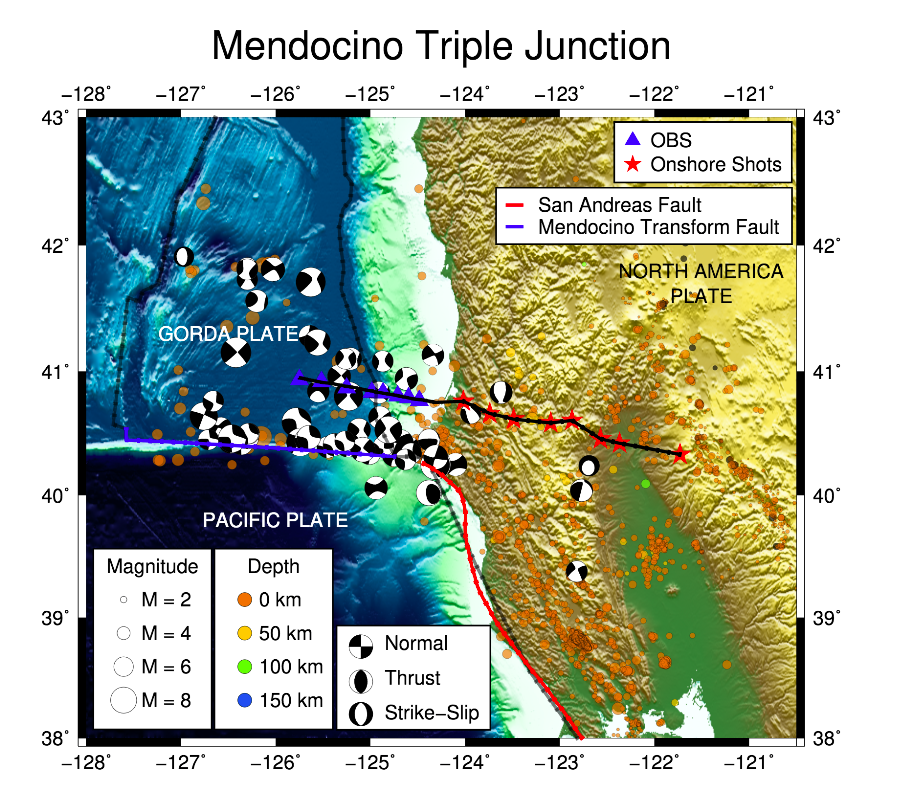 Mendocino Triple Junction
−128˚ −127˚ −126˚ −125˚ −124˚ −123˚ −122˚ −121˚
43˚ 43˚
OBS
Onshore Shots
San Andreas Fault
Mendocino Transform Fault
42˚ 42˚
NORTH AMERICA
PLATE
GORDA PLATE
41˚ 41˚
40˚ 40˚
PACIFIC PLATE
Magnitude
M = 2
M = 4
M = 6
M = 8
Depth
0 km
50 km
100 km
150 km
39˚ 39˚
Normal
Thrust
Strike−Slip
38˚ 38˚
−128˚ −127˚ −126˚ −125˚ −124˚ −123˚ −122˚ −121˚